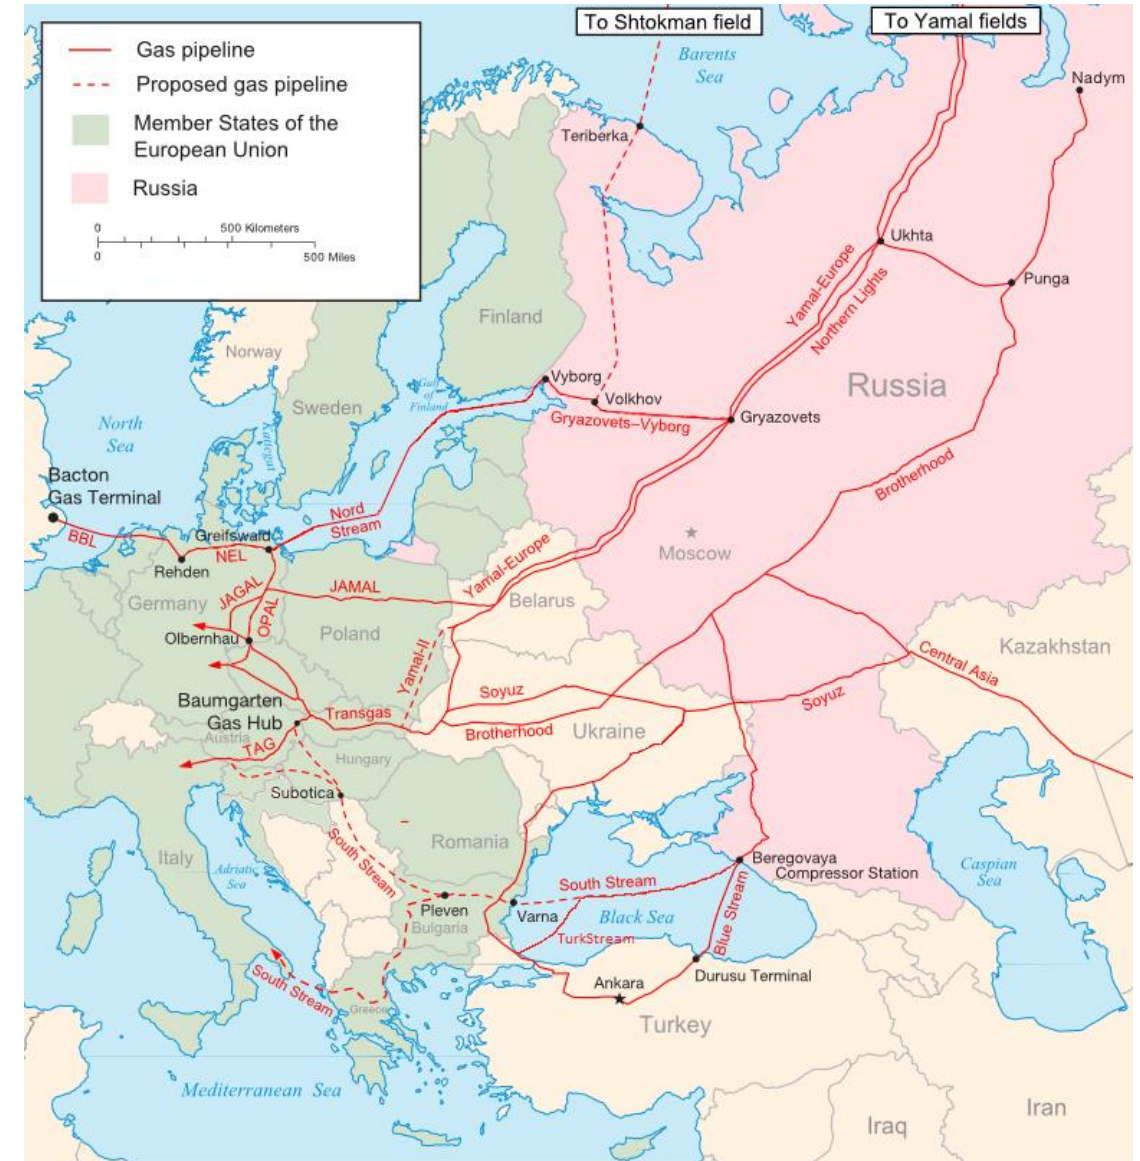 To Shtokman field
To Yamal fields
Gas pipeline
Proposed gas pipeline
Member States of the
European Union
Russia
0
500 Kilometers
0
500 Miles
Barents
Sea
Nadym
Teriberka
Ukhta
Punga
Yamal-Europe
Northern Lights
Finland
Norway
Sweden
Gulf
of
Finland
Vyborg
Volkhov
Gryazovets
Gryazovets–Vyborg
Russia
North
Sea
Kattegat
Bacton
Gas Terminal
BBL
Greifswald
NEL
Rehden
Nord
Stream
Brotherhood
Moscow
Yamal-Europe
JAGAL
JAMAL
OPAL
Germany
Belarus
Olbernhau
Poland
Yamal-II
Kazakhstan
Central Asia
Baumgarten
Gas Hub
Transgas
Soyuz
Soyuz
Brotherhood
Ukraine
Austria
TAG
Hungary
Subotica
South Stream
Romania
Italy
Adriatic
Sea
Beregovaya
Compressor Station
Caspian
Sea
South Stream
Pleven
Bulgaria
Varna
Black Sea
Blue Stream
TurkStream
South Stream
Greece
Ankara
Durusu Terminal
Turkey
Mediterranean Sea
Iraq
Iran